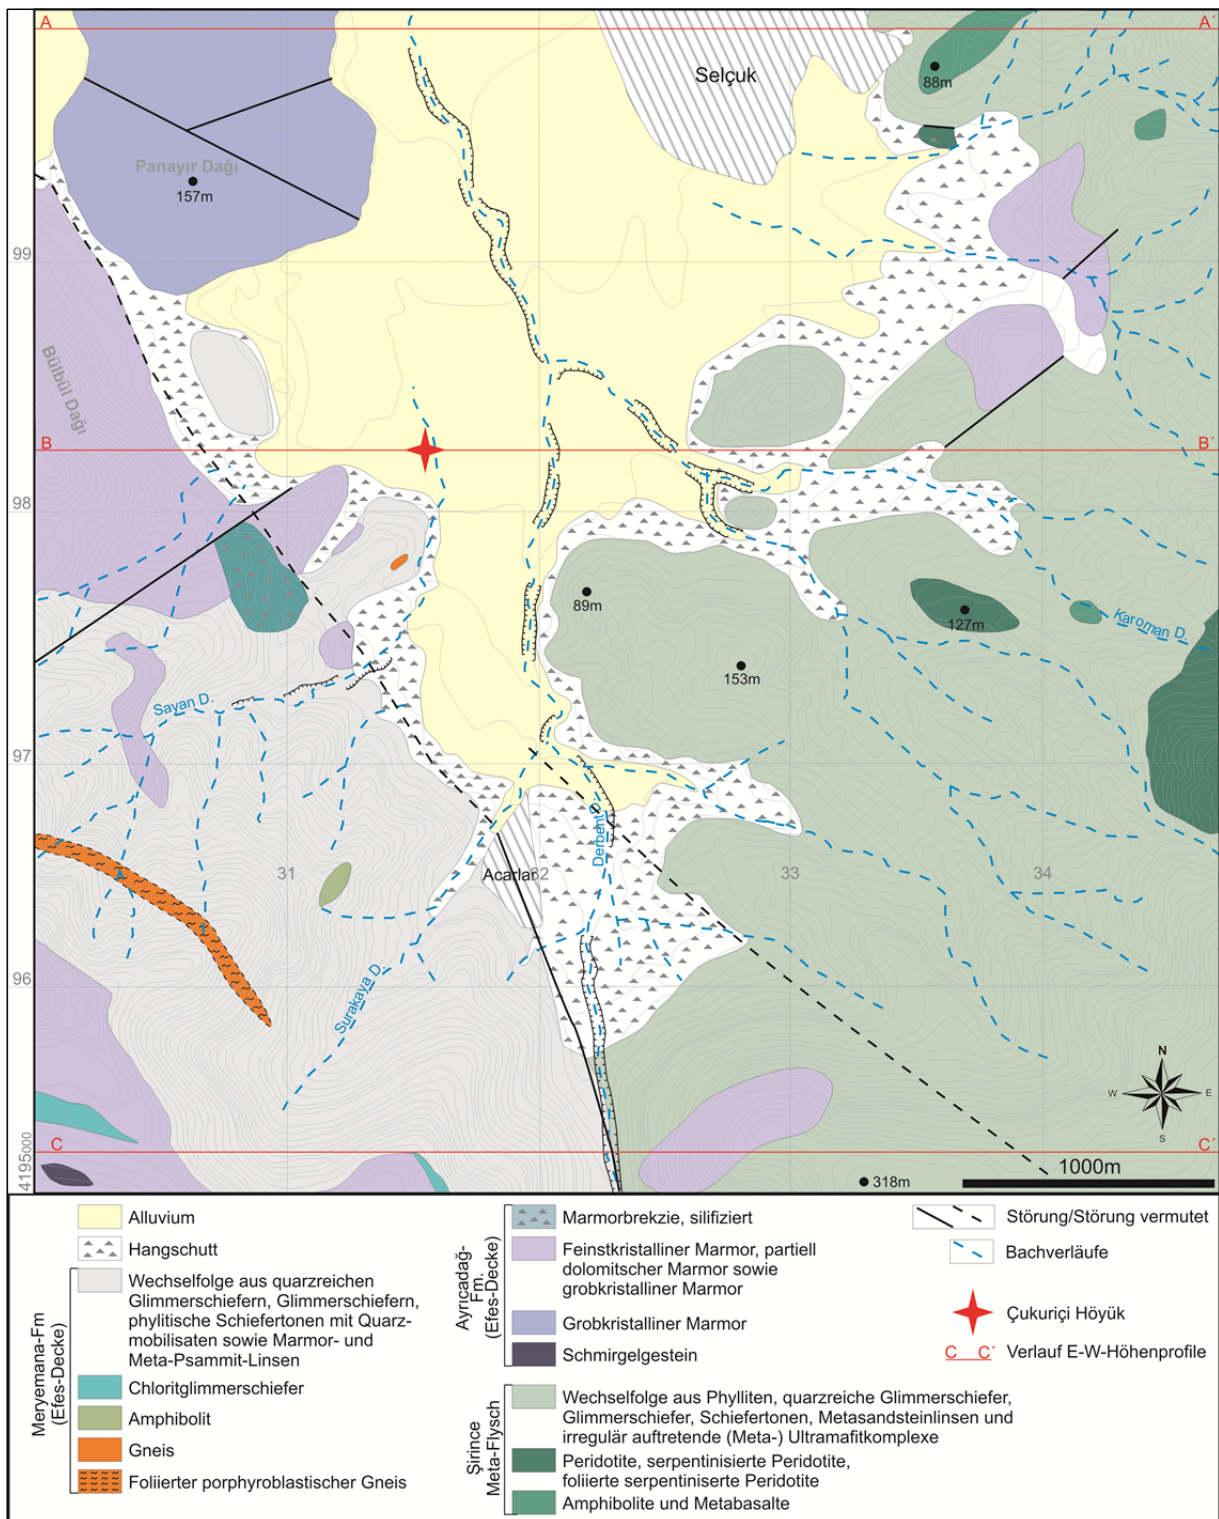 A
A´
Selçuk
88m
Panayır Dağı
157m
99
Bülbül Dağı
B
B´
98
89m
127m
Karoman D.
153m
Sayan D.
97
Derbent D.
31
Acarlar
32
33
34
96
Surakaya D.
N
W
E
S
C
C´
4195000
1000m
318m
Alluvium
Hangschutt
Meryemana-Fm
(Efes-Decke)
Wechselfolge aus quarzreichen
Glimmerschiefern, Glimmerschiefern,
phylitische Schiefertonen mit Quarz-
mobilisaten sowie Marmor- und
Meta-Psammit-Linsen
Chloritglimmerschiefer
Amphibolit
Gneis
Foliierter porphyroblastischer Gneis
Ayrıcadağ-
Fm.
(Efes-Decke)
Marmorbrekzie, silifiziert
Feinstkristalliner Marmor, partiell
dolomitscher Marmor sowie
grobkristalliner Marmor
Grobkristalliner Marmor
Schmirgelgestein
Şirince
Meta-Flysch
Wechselfolge aus Phylliten, quarzreiche Glimmerschiefer,
Glimmerschiefer, Schiefertonen, Metasandsteinlinsen und
irregulär auftretende (Meta-) Ultramafitkomplexe
Peridotite, serpentinisierte Peridotite,
foliierte serpentiniserte Peridotite
Amphibolite und Metabasalte
Störung/Störung vermutet
Bachverläufe
Çukuriçi Höyük
C C´ Verlauf E-W-Höhenprofile